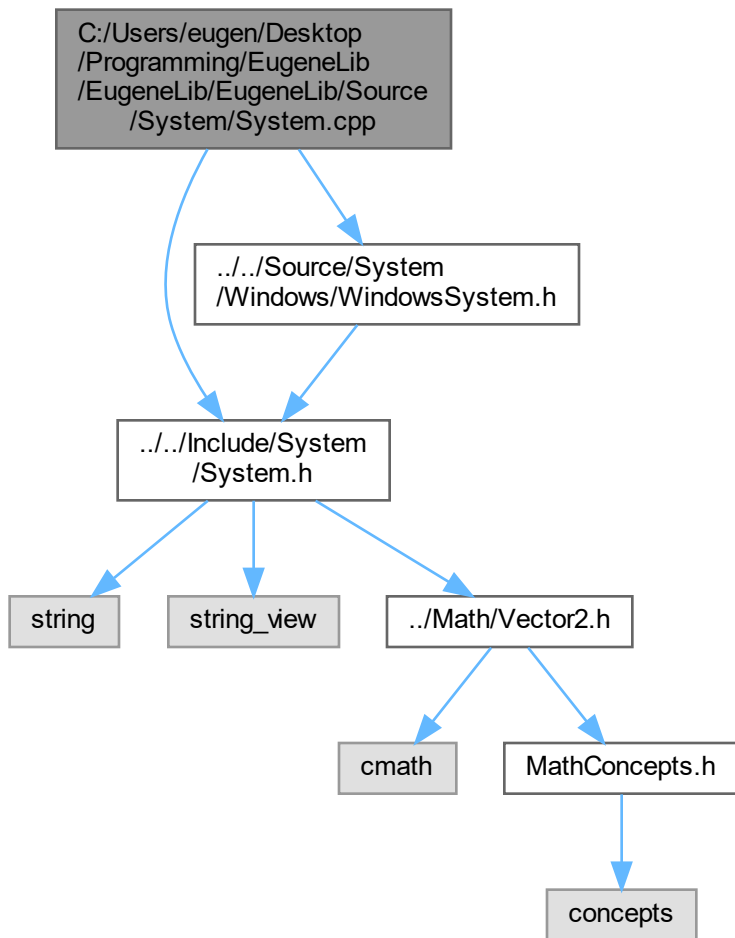 C:/Users/eugen/Desktop
/Programming/EugeneLib
/EugeneLib/EugeneLib/Source
/System/System.cpp
../../Source/System
/Windows/WindowsSystem.h
../../Include/System
/System.h
string
string_view
../Math/Vector2.h
cmath
MathConcepts.h
concepts